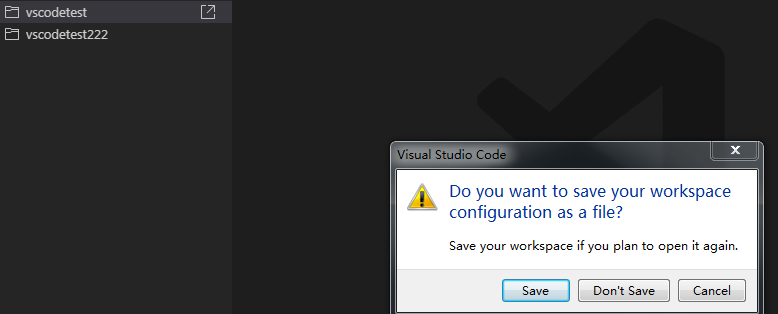 vscodetest
vscodetest222
Visual Studio Code
Do you want to save your workspace
configuration as a file?
Save your workspace if you plan to open it again.
Save
Don't Save
Cancel